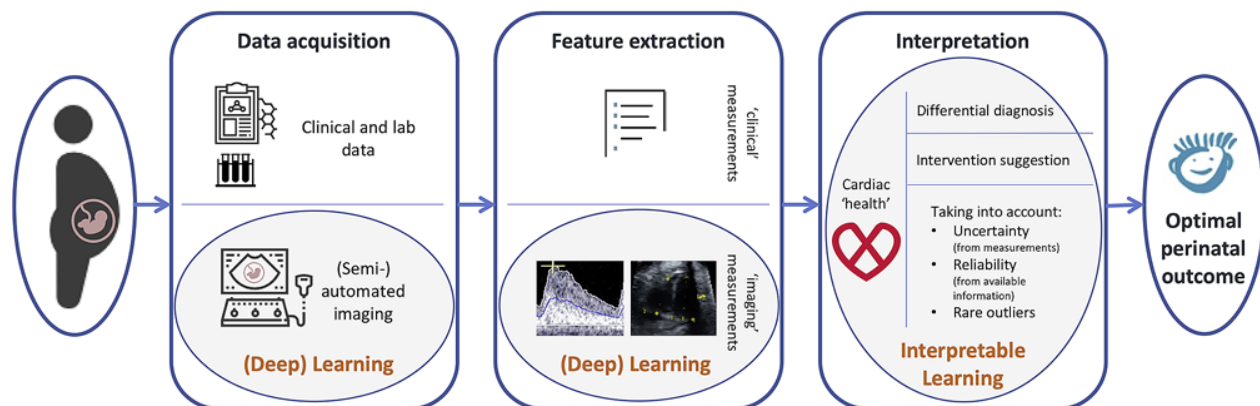 Data acquisition
Clinical and lab
data
(Semi-)
automated
imaging
(Deep) Learning
Feature extraction
'clinical'
measurements
'imaging'
measurements
(Deep) Learning
Interpretation
Cardiac
'health'
Differential diagnosis
Intervention suggestion
Taking into account:
• Uncertainty
(from measurements)
• Reliability
(from available
information)
• Rare outliers
Interpretable
Learning
Optimal
perinatal
outcome